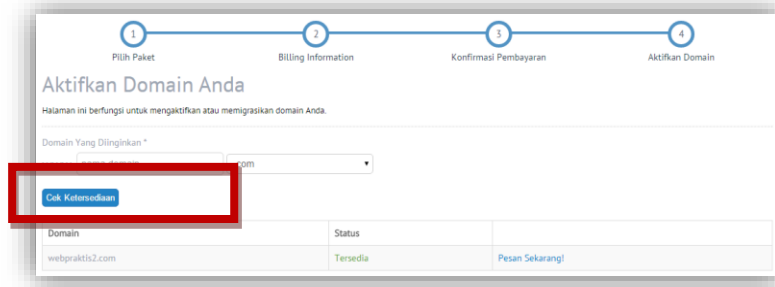 1 2 3 4
Pilih Paket Billing Information Konfirmasi Pembayaran Aktifkan Domain
Aktifkan Domain Anda
Halaman ini berfungsi untuk mengaktifkan atau memigrasikan domain Anda.
Domain Yang Diinginkan *
com
Cek Ketersediaan
Domain Status
webpraktis2.com Tersedia Pesan Sekarang!